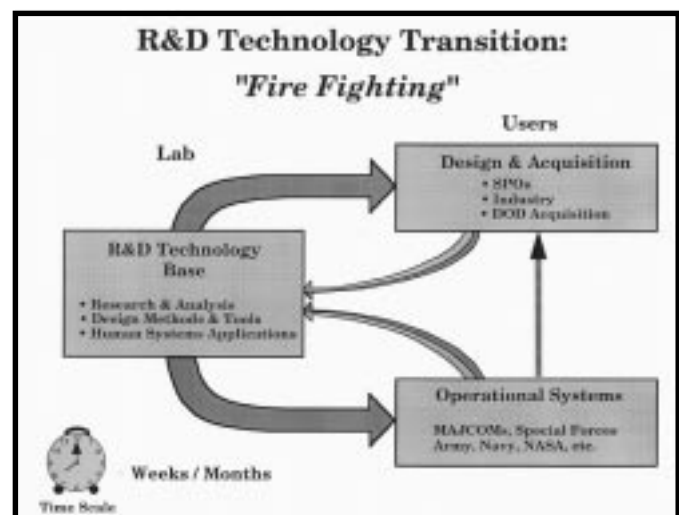 R&D Technology Transition:
"Fire Fighting"
Users
Lab
Design & Acquisition
• SPOs
• Industry
• DOD Acquisition
R&D Technology
Base
• Research & Analysis
• Design Methods & Tools
• Human Systems Applications
Operational Systems
MAJCOMs, Special Forces
Army, Navy, NASA, etc.
Weeks / Months
Time Scale